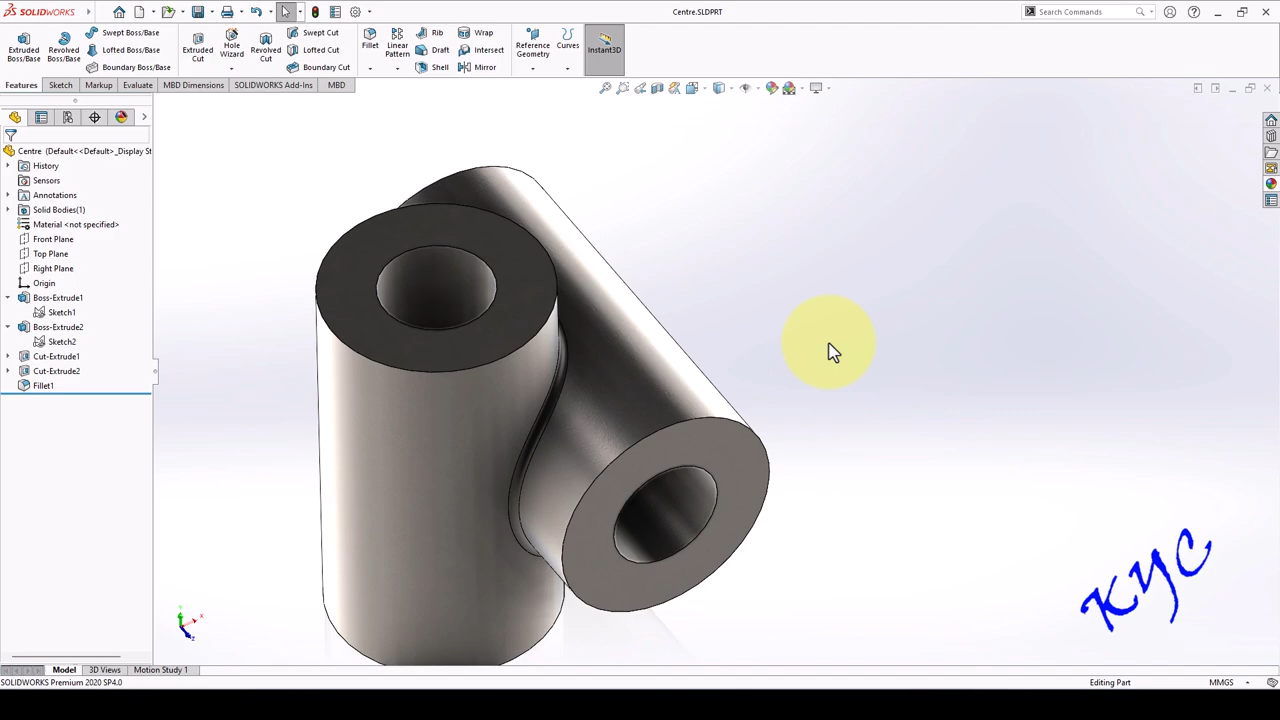 SOLIDWORKS
Centre.SLDPRT
Search Commands
Extruded Boss/Base
Revolved Boss/Base
Swept Boss/Base
Lofted Boss/Base
Boundary Boss/Base
Extruded Cut
Hole Wizard
Revolved Cut
Swept Cut
Lofted Cut
Boundary Cut
Fillet
Linear Pattern
Rib
Draft
Shell
Wrap
Intersect
Mirror
Reference Geometry
Curves
Instant3D
Features
Sketch
Markup
Evaluate
MBD Dimensions
SOLIDWORKS Add-Ins
MBD
Centre (Default<<Default>_Display St
History
Sensors
Annotations
Solid Bodies(1)
Material <not specified>
Front Plane
Top Plane
Right Plane
Origin
Boss-Extrude1
Sketch1
Boss-Extrude2
Sketch2
Cut-Extrude1
Cut-Extrude2
Fillet1
KYC
Model
3D Views
Motion Study 1
SOLIDWORKS Premium 2020 SP4.0
Editing Part
MMGS